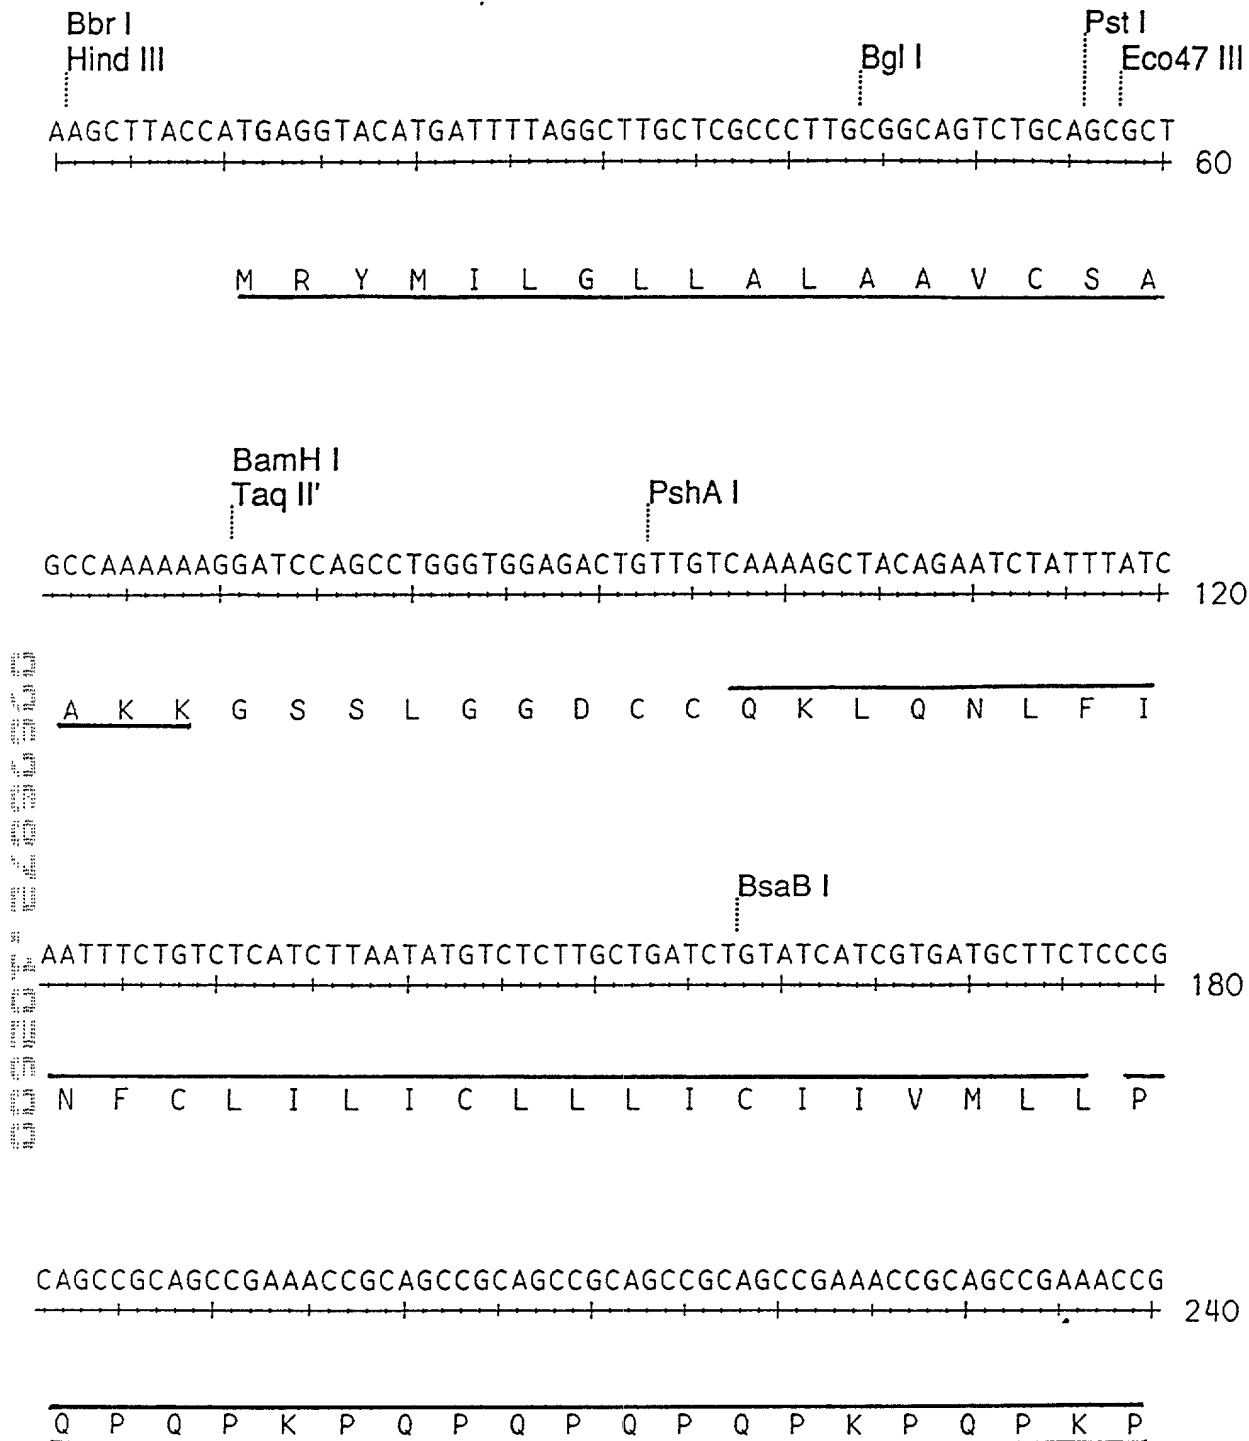 Bbr I Pst I
Hind III Bgl I Eco47 III
AAGCTTACCATGAGGTACATGATTTTAGGCTTGCTCGCCCTTGCGGCAGTCTGCAGCGCT
60
M R Y M I L G L L A L A A V C S A
BamH I
Taq II' PshA I
GCCAAAAAAGGATCCAGCCTGGGTGGAGACTGTTGTCAAAAGCTACAGAATCTATTTATC
120
A K K G S S L G G D C C Q K L Q N L F I
BsaB I
AATTTCTGTCTCATCTTAATATGTCTCTTGCTGATCTGTATCATCGTGATGCTTCTCCCG
180
N F C L I L I C L L L I C I I V M L L P
CAGCCGCAGCCGAAACCGCAGCCGCAGCCGCAGCCGCAGCCGAAACCGCAGCCGAAACCG
240
Q P Q P K P Q P Q P Q P Q P K P Q P K P